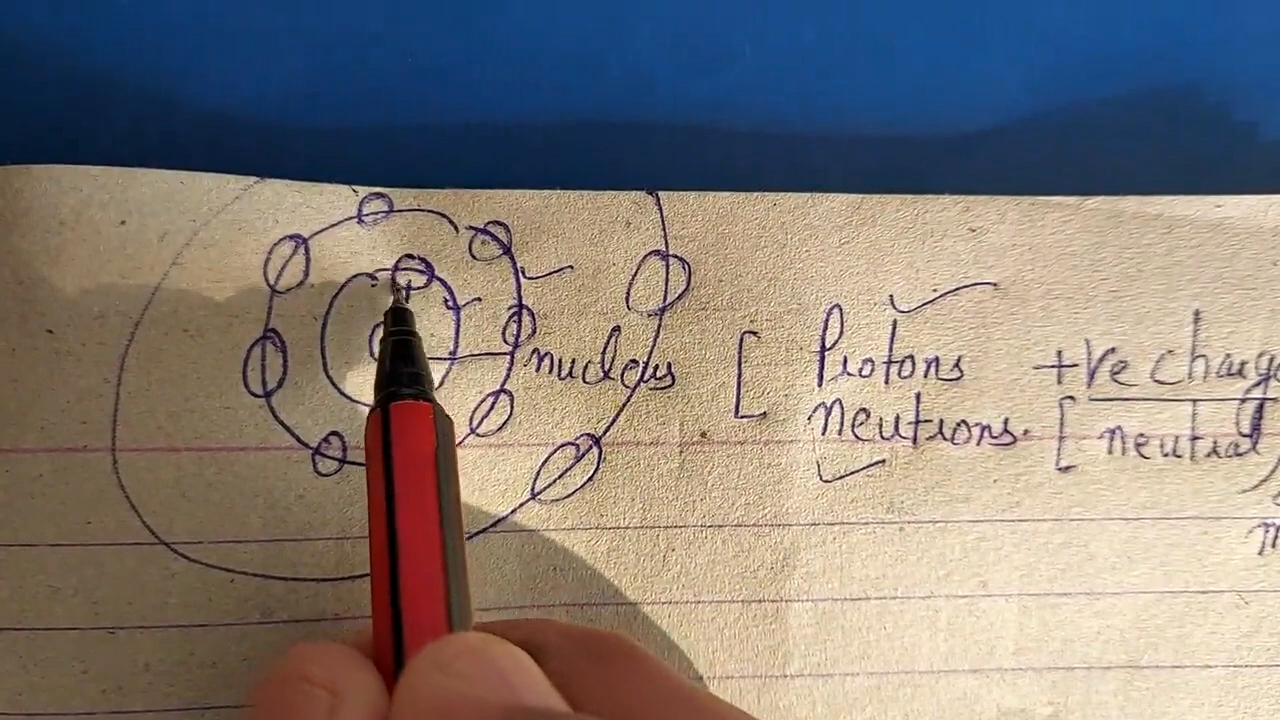 nucleus [ Protons +ve charge
neutrons. [ neutral)